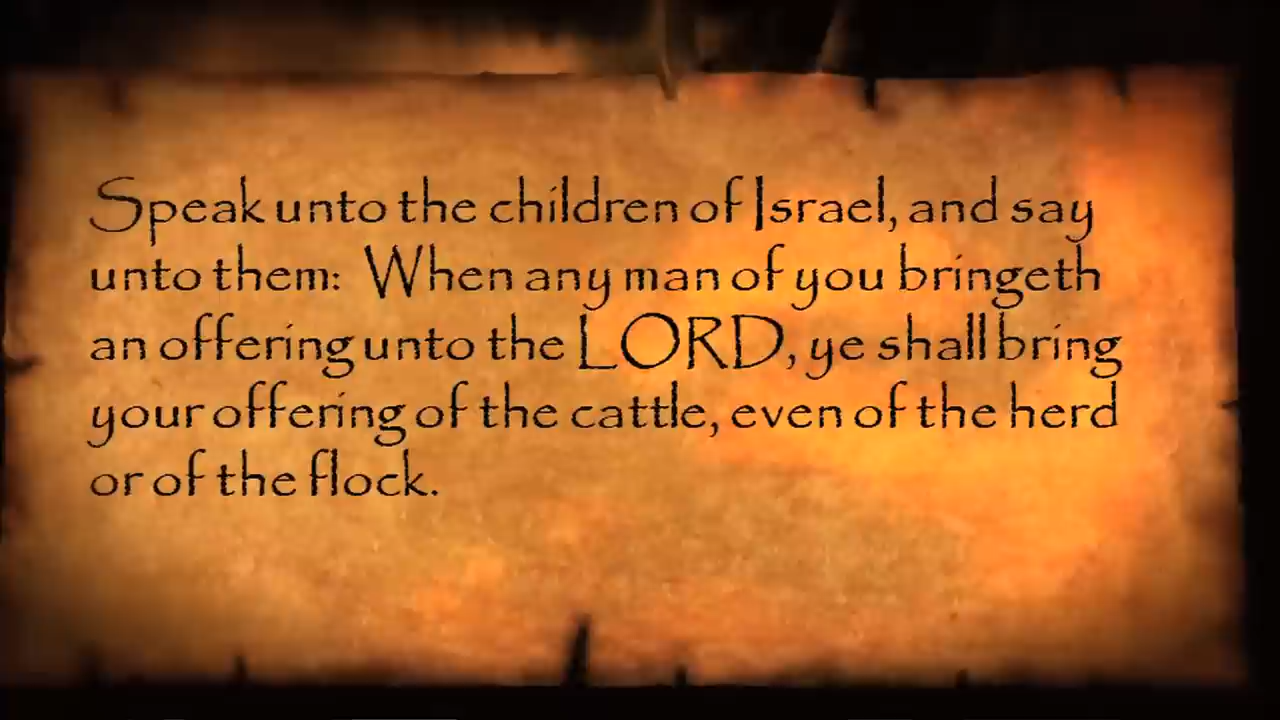 Speak unto the children of Israel, and say
unto them: When any man of you bringeth
an offering unto the LORD, ye shall bring
your offering of the cattle, even of the herd
or of the flock.